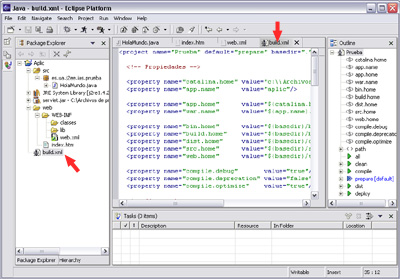 Java - build.xml - Eclipse Platform
File Edit Navigate Search Project Run Window Help
Package Explorer
Aplic
src
es.ua.j2ee.ias.prueba
HolaMundo.java
JRE System Library [j2re1.4.2
servlet.jar - C:\Archivos de p
web
WEB-INF
classes
lib
web.xml
index.htm
build.xml
Package Explorer Hierarchy
HolaMundo.java index.htm web.xml build.xml
<project name="Prueba" default="prepare" basedir="
<!-- Propiedades -->
<property name="catalina.home" value="C:\\Archivos
<property name="app.name" value="aplic"/>
<property name="app.home" value="${catalina.h
<property name="war.name" value="${app.name}
<property name="bin.home" value="${basedir}/
<property name="build.home" value="${basedir}/
<property name="dist.home" value="${basedir}/
<property name="src.home" value="${basedir}/
<property name="web.home" value="${basedir}/
<property name="compile.debug" value="true"/
<property name="compile.deprecation" value="false"
<property name="compile.optimize" value="true"/
Outline
Prueba
catalina.home
app.name
app.home
war.name
bin.home
build.home
dist.home
src.home
web.home
compile.debug
compile.deprecation
compile.optimize
path
all
clean
compile
prepara [default]
dist
deploy
Tasks (3 items)
! Description Resource In Folder Location
Writable Insert 35 : 12